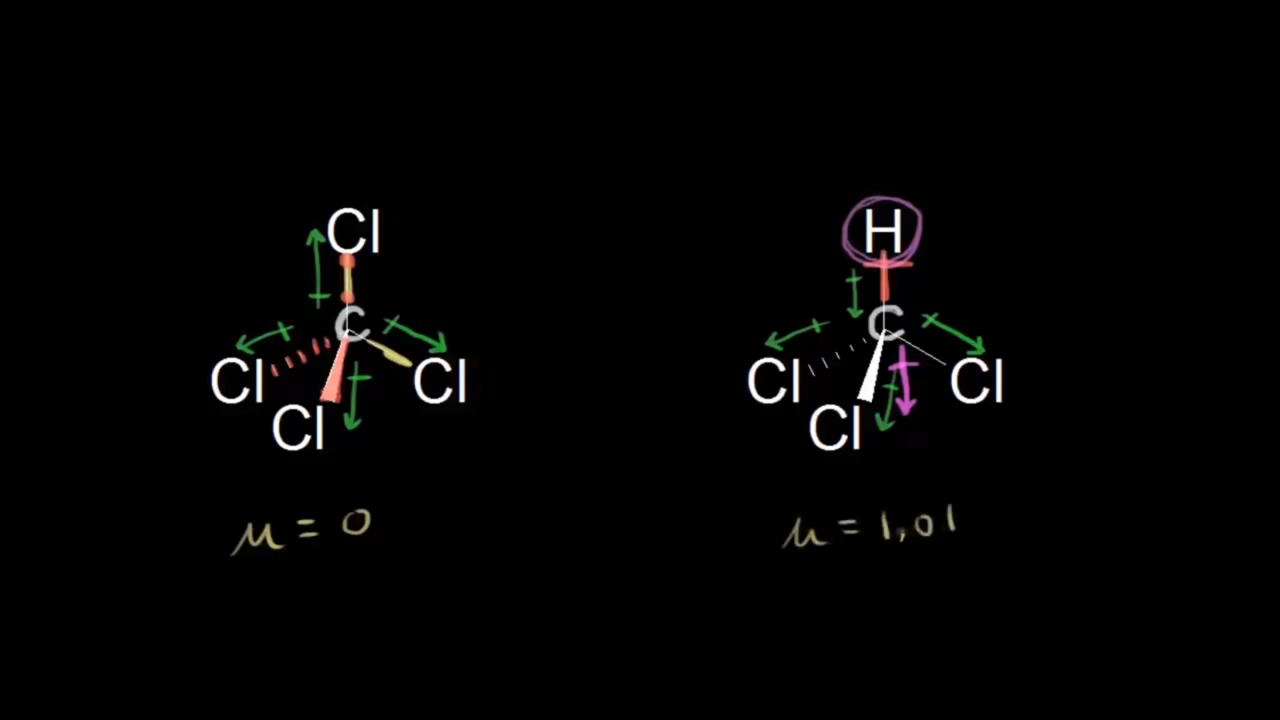 Cl H
C C
Cl Cl Cl Cl
Cl Cl
μ = 0 μ = 1,01